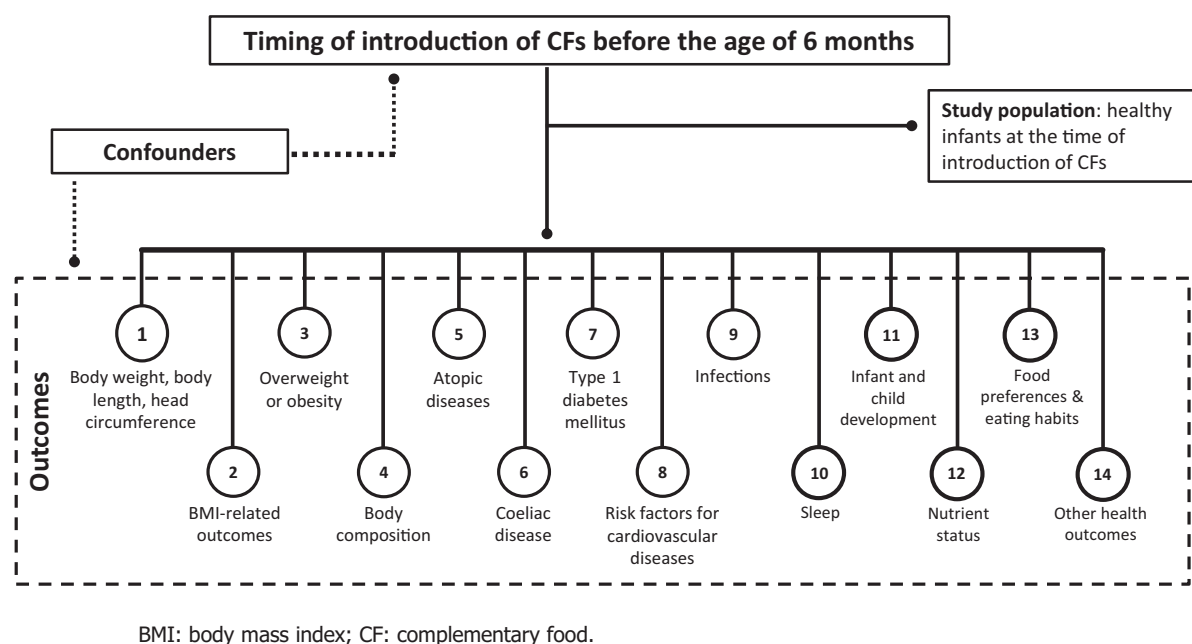 Timing of introduction of CFs before the age of 6 months
Study population: healthy
infants at the time of
introduction of CFs
Confounders
Outcomes
1
Body weight, body
length, head
circumference
2
BMI-related
outcomes
3
Overweight
or obesity
4
Body
composition
5
Atopic
diseases
6
Coeliac
disease
7
Type 1
diabetes
mellitus
8
Risk factors for
cardiovascular
diseases
9
Infections
10
Sleep
11
Infant and
child
development
12
Nutrient
status
13
Food
preferences &
eating habits
14
Other health
outcomes
BMI: body mass index; CF: complementary food.